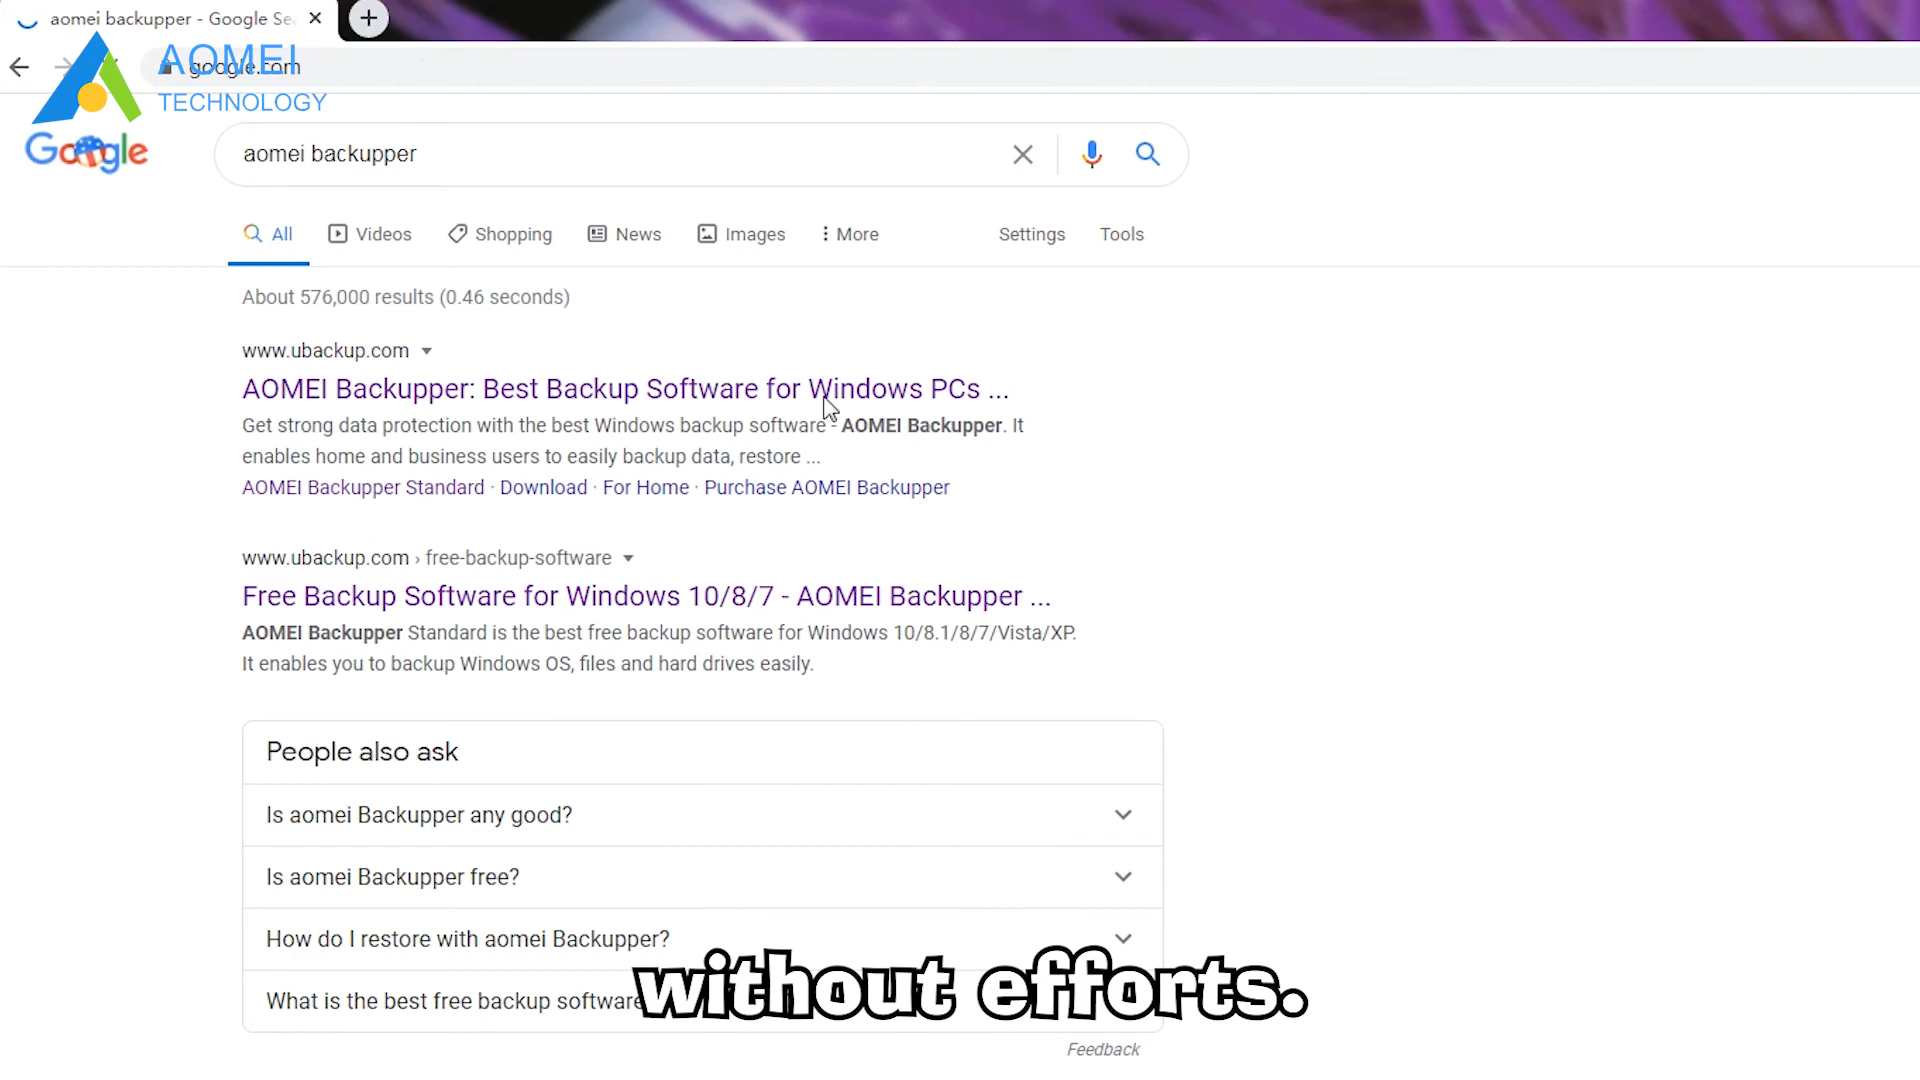 aomei backupper - Google Se
AOMEI
TECHNOLOGY
google.com
Google
aomei backupper
All
Videos
Shopping
News
Images
More
Settings
Tools
About 576,000 results (0.46 seconds)
www.ubackup.com
AOMEI Backupper: Best Backup Software for Windows PCs ...
Get strong data protection with the best Windows backup software - AOMEI Backupper. It
enables home and business users to easily backup data, restore ...
AOMEI Backupper Standard · Download · For Home · Purchase AOMEI Backupper
www.ubackup.com › free-backup-software
Free Backup Software for Windows 10/8/7 - AOMEI Backupper ...
AOMEI Backupper Standard is the best free backup software for Windows 10/8.1/8/7/Vista/XP.
It enables you to backup Windows OS, files and hard drives easily.
People also ask
Is aomei Backupper any good?
Is aomei Backupper free?
How do I restore with aomei Backupper?
What is the best free backup software
without efforts.
Feedback